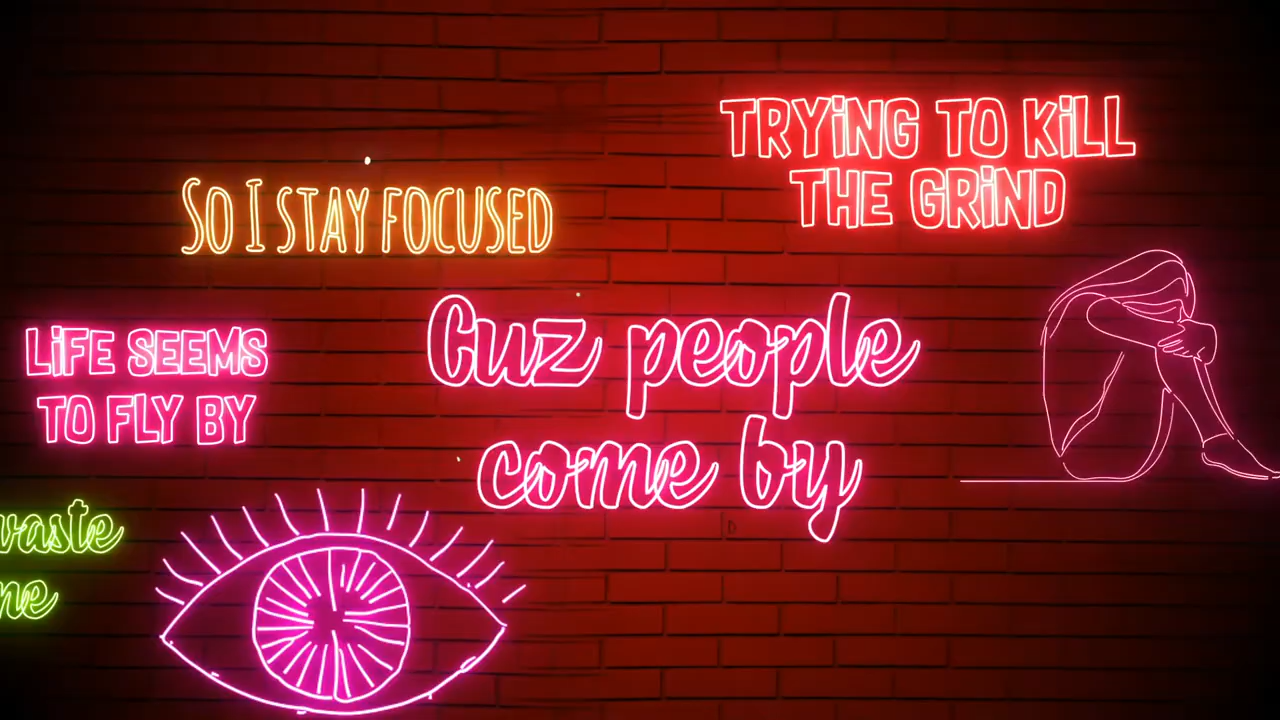 TRYING TO KILL
THE GRIND
SO I STAY FOCUSED
LIFE SEEMS
TO FLY BY
Cuz people
come by